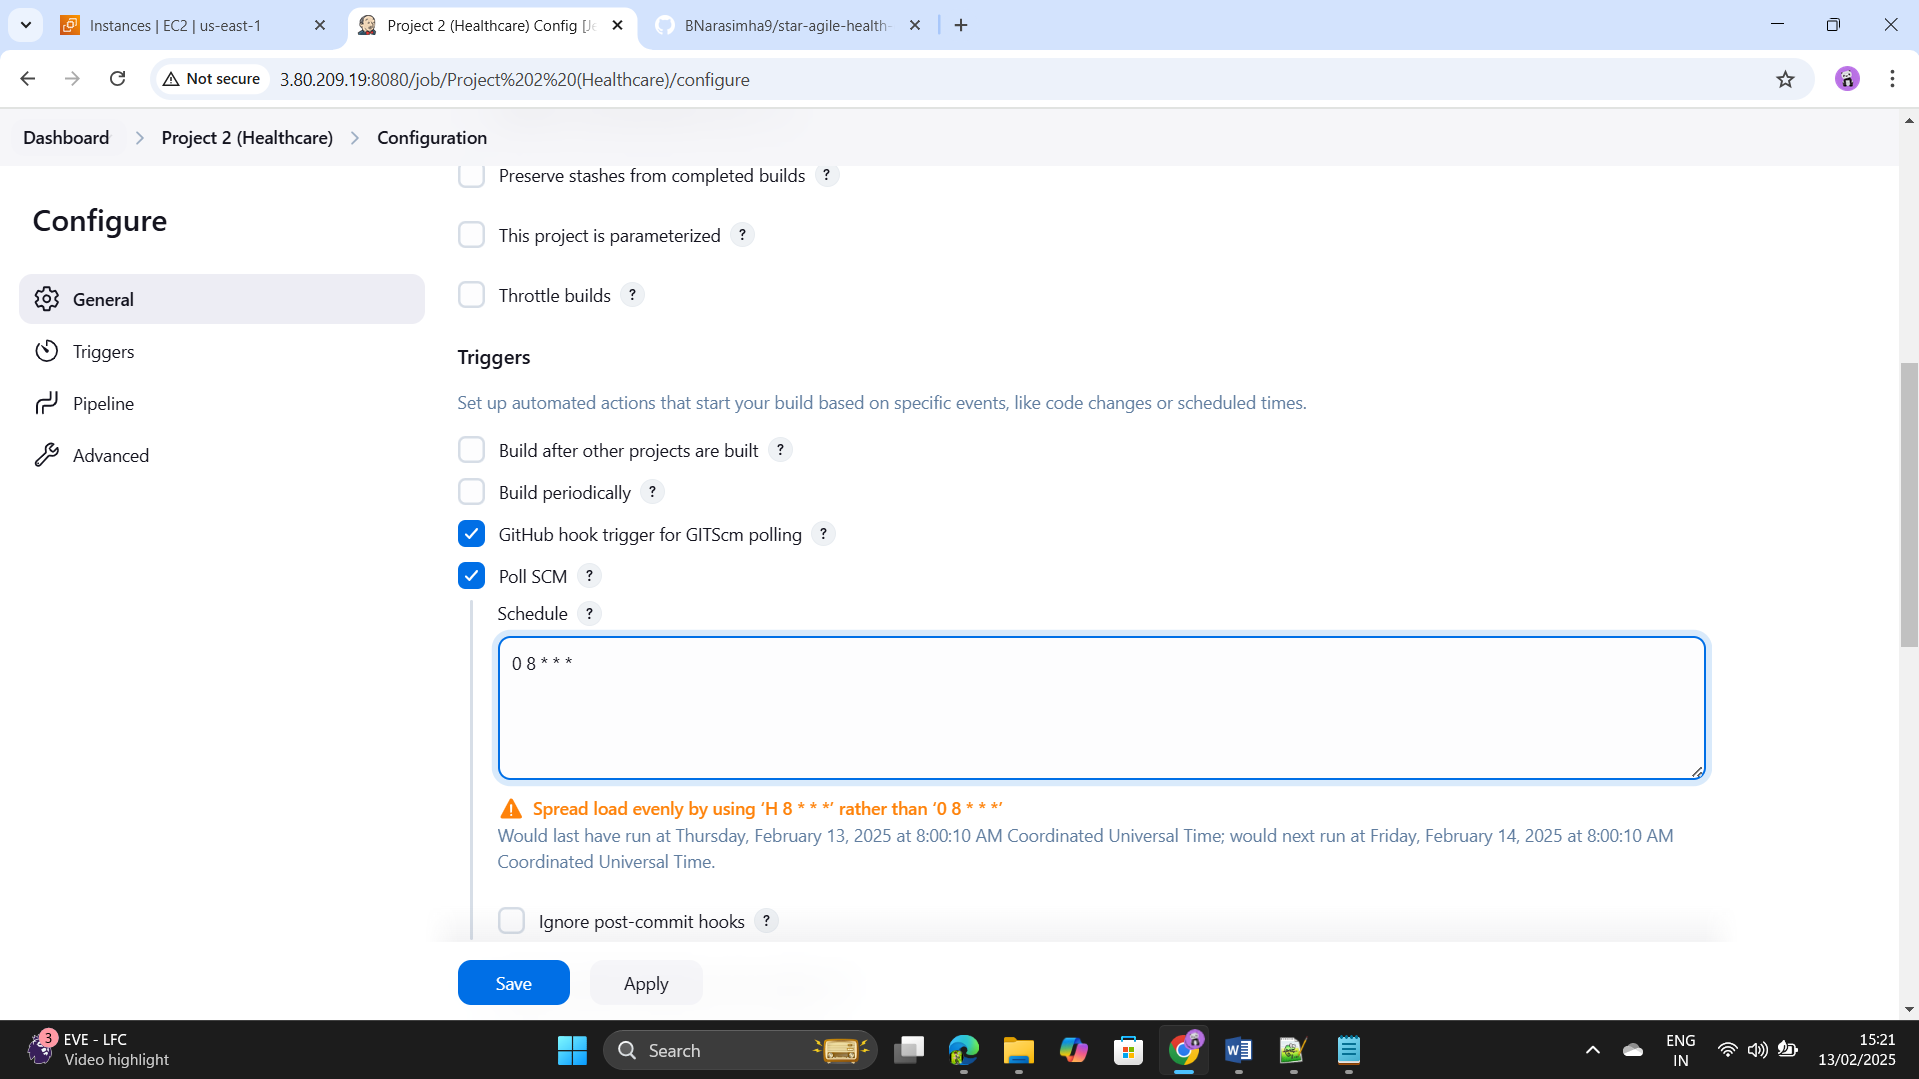 Instances | EC2 | us-east-1
Project 2 (Healthcare) Config [Je
BNarasimha9/star-agile-health-
Not secure
3.80.209.19:8080/job/Project%202%20(Healthcare)/configure
Dashboard
Project 2 (Healthcare)
Configuration
Configure
General
Triggers
Pipeline
Advanced
Preserve stashes from completed builds ?
This project is parameterized ?
Throttle builds ?
Triggers
Set up automated actions that start your build based on specific events, like code changes or scheduled times.
Build after other projects are built ?
Build periodically ?
GitHub hook trigger for GITScm polling ?
Poll SCM ?
Schedule ?
0 8 * * *
Spread load evenly by using ‘H 8 * * *’ rather than ‘0 8 * * *’
Would last have run at Thursday, February 13, 2025 at 8:00:10 AM Coordinated Universal Time; would next run at Friday, February 14, 2025 at 8:00:10 AM
Coordinated Universal Time.
Ignore post-commit hooks ?
Save
Apply
3
EVE - LFC
Video highlight
Search
ENG
IN
15:21
13/02/2025